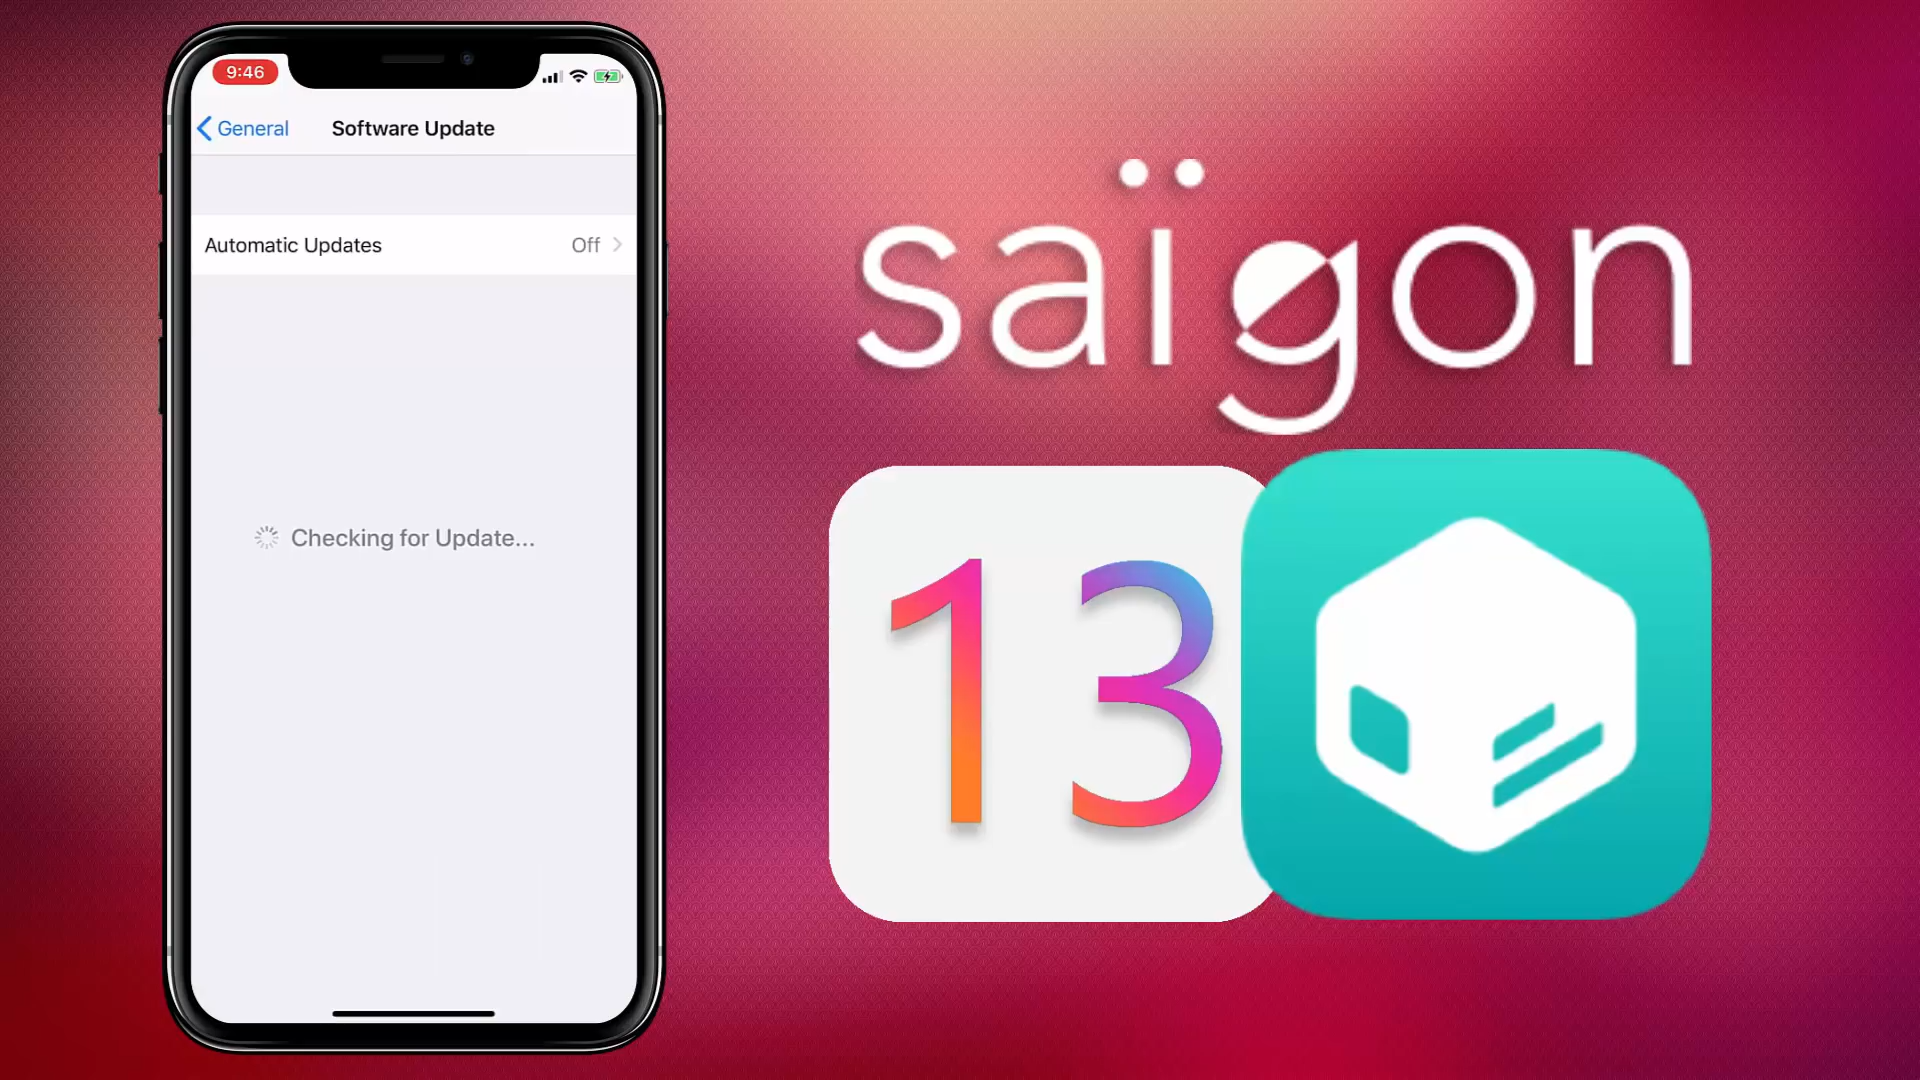 9:46
General
Software Update
Automatic Updates
Off
Checking for Update...
saïgon
13